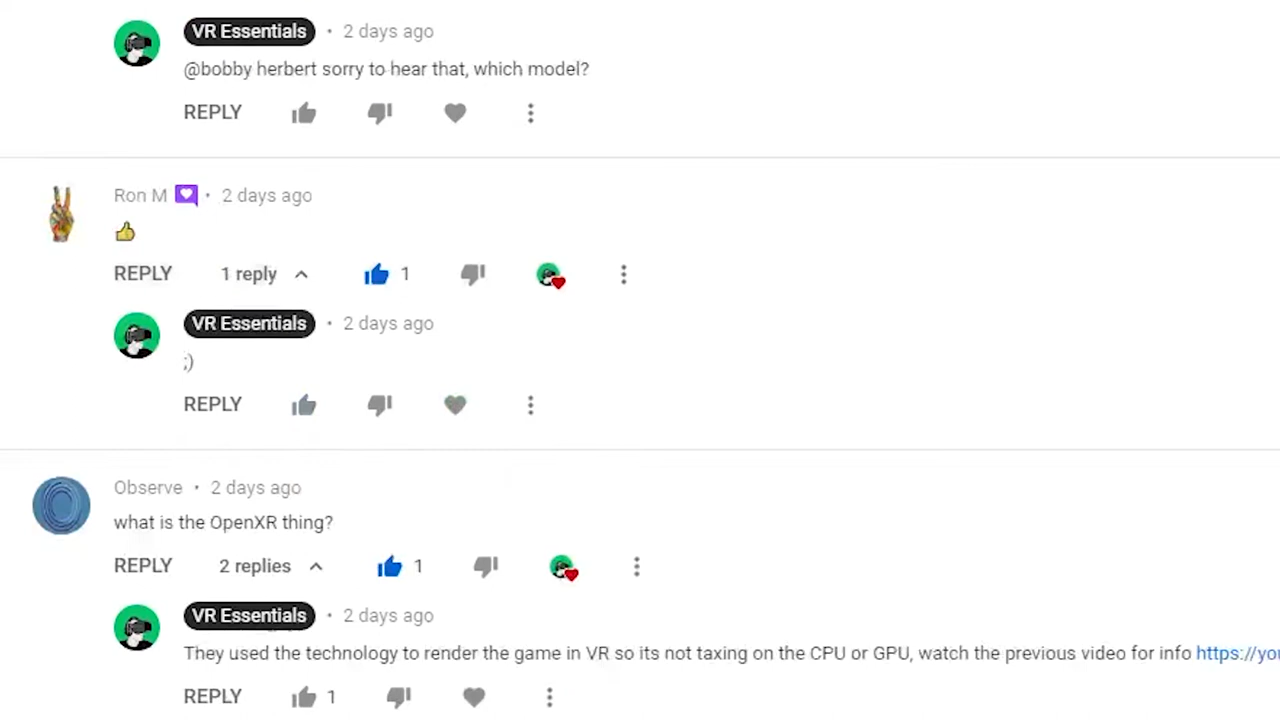 VR Essentials • 2 days ago
@bobby herbert sorry to hear that, which model?
REPLY
Ron M • 2 days ago
👍
REPLY 1 reply 1
VR Essentials • 2 days ago
;)
REPLY
Observe • 2 days ago
what is the OpenXR thing?
REPLY 2 replies 1
VR Essentials • 2 days ago
They used the technology to render the game in VR so its not taxing on the CPU or GPU, watch the previous video for info https://you
REPLY 1